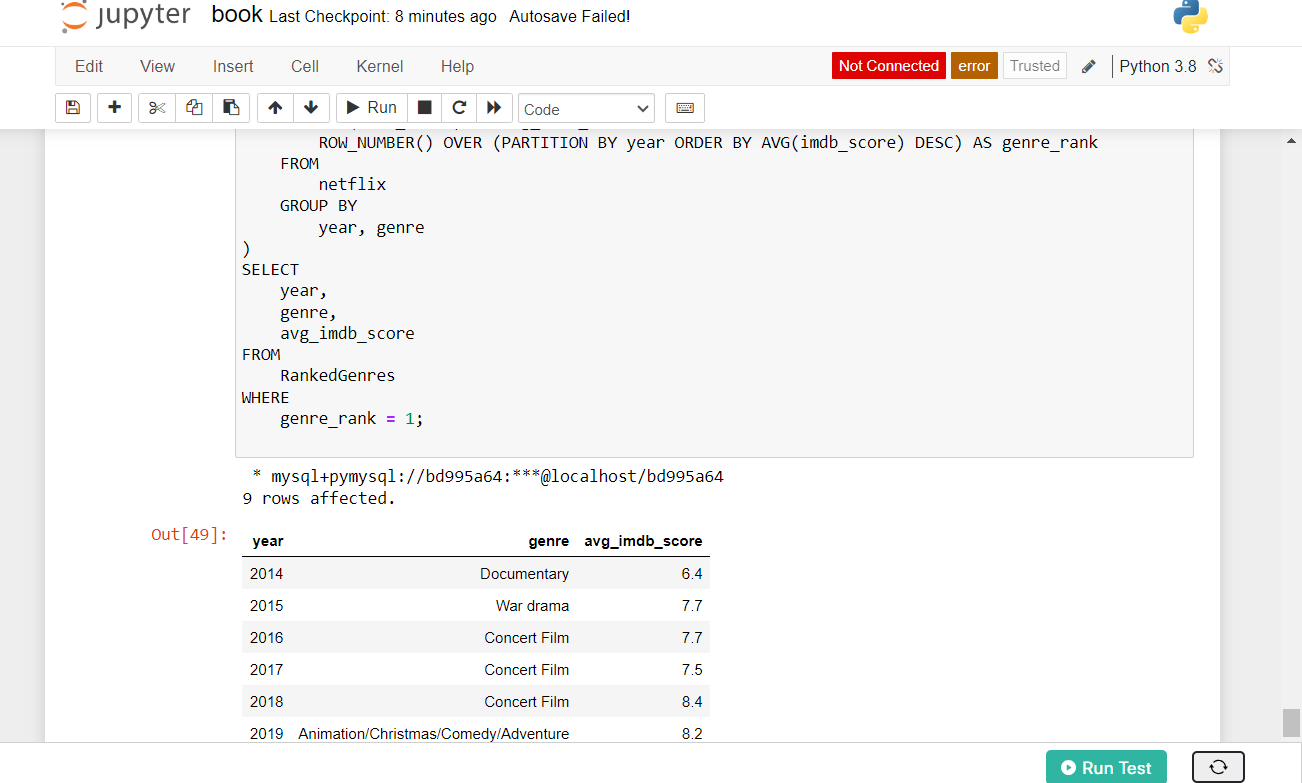 jupyter book Last Checkpoint: 8 minutes ago Autosave Failed!
Edit View Insert Cell Kernel Help Not Connected error Trusted Python 3.8
Run Code
ROW_NUMBER() OVER (PARTITION BY year ORDER BY AVG(imdb_score) DESC) AS genre_rank
FROM
netflix
GROUP BY
year, genre
)
SELECT
year,
genre,
avg_imdb_score
FROM
RankedGenres
WHERE
genre_rank = 1;
* mysql+pymysql://bd995a64:***@localhost/bd995a64
9 rows affected.
Out[49]:
year genre avg_imdb_score
2014 Documentary 6.4
2015 War drama 7.7
2016 Concert Film 7.7
2017 Concert Film 7.5
2018 Concert Film 8.4
2019 Animation/Christmas/Comedy/Adventure 8.2
Run Test